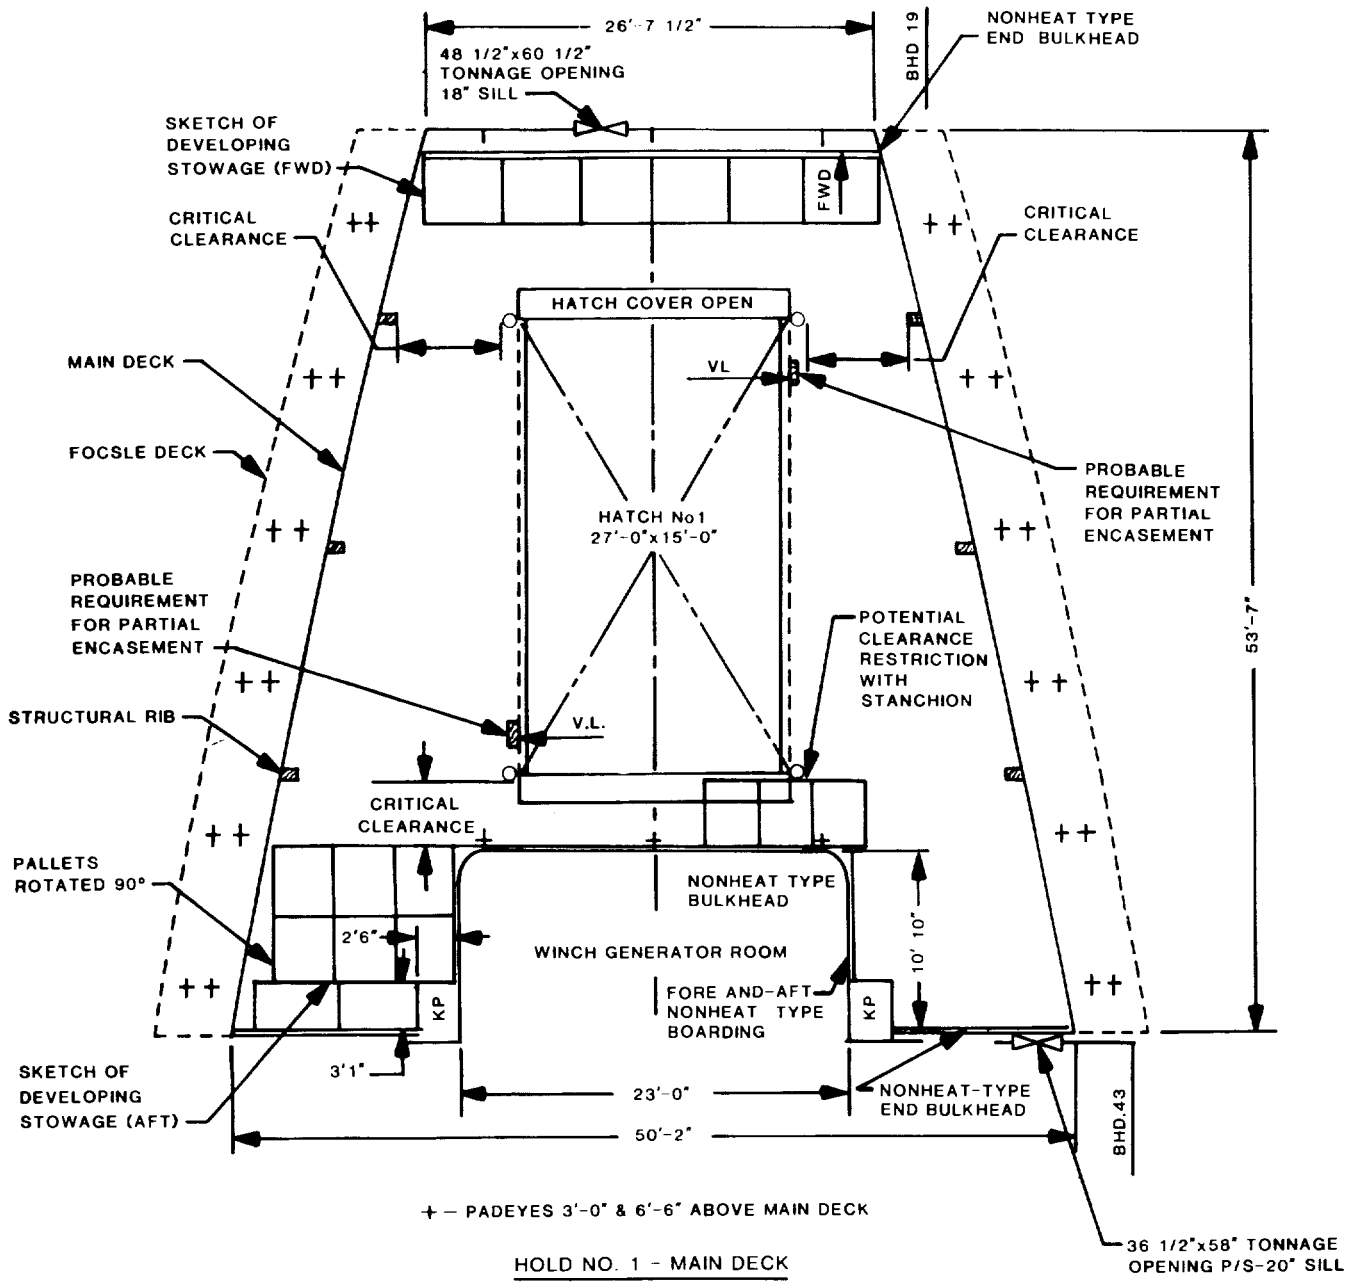 26'-7 1/2"
BHD 19
NONHEAT TYPE
END BULKHEAD
48 1/2"x60 1/2"
TONNAGE OPENING
18" SILL
SKETCH OF
DEVELOPING
STOWAGE (FWD)
FWD
CRITICAL
CLEARANCE
CRITICAL
CLEARANCE
HATCH COVER OPEN
MAIN DECK
VL
FOCSLE DECK
PROBABLE
REQUIREMENT
FOR PARTIAL
ENCASEMENT
HATCH No1
27'-0"x15'-0"
PROBABLE
REQUIREMENT
FOR PARTIAL
ENCASEMENT
POTENTIAL
CLEARANCE
RESTRICTION
WITH
STANCHION
53'-7"
STRUCTURAL RIB
V.L.
CRITICAL
CLEARANCE
PALLETS
ROTATED 90°
NONHEAT TYPE
BULKHEAD
2'6"
WINCH GENERATOR ROOM
10' 10"
FORE AND-AFT
NONHEAT TYPE
BOARDING
KP
KP
3'1"
SKETCH OF
DEVELOPING
STOWAGE (AFT)
23'-0"
NONHEAT-TYPE
END BULKHEAD
50'-2"
BHD.43
+ – PADEYES 3'-0" & 6'-6" ABOVE MAIN DECK
36 1/2"x58" TONNAGE
OPENING P/S-20" SILL
HOLD NO. 1 - MAIN DECK